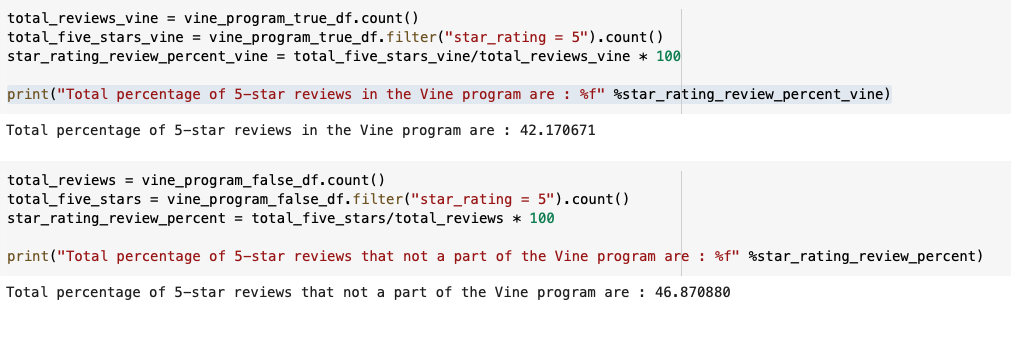 total_reviews_vine = vine_program_true_df.count()
total_five_stars_vine = vine_program_true_df.filter("star_rating = 5").count()
star_rating_review_percent_vine = total_five_stars_vine/total_reviews_vine * 100
print("Total percentage of 5-star reviews in the Vine program are : %f" %star_rating_review_percent_vine)
Total percentage of 5-star reviews in the Vine program are : 42.170671
total_reviews = vine_program_false_df.count()
total_five_stars = vine_program_false_df.filter("star_rating = 5").count()
star_rating_review_percent = total_five_stars/total_reviews * 100
print("Total percentage of 5-star reviews that not a part of the Vine program are : %f" %star_rating_review_percent)
Total percentage of 5-star reviews that not a part of the Vine program are : 46.870880